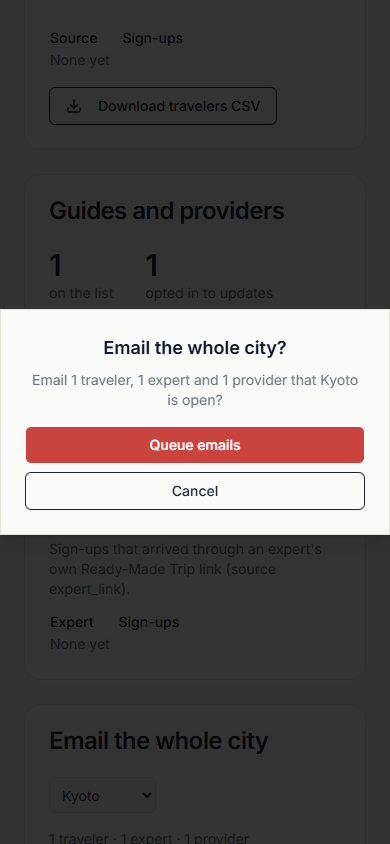 Source Sign-ups
None yet
Download travelers CSV
Guides and providers
1 1
on the list opted in to updates
Email the whole city?
Email 1 traveler, 1 expert and 1 provider that Kyoto
is open?
Queue emails
Cancel
Sign-ups that arrived through an expert's
own Ready-Made Trip link (source
expert_link).
Expert Sign-ups
None yet
Email the whole city
Kyoto
1 traveler · 1 expert · 1 provider